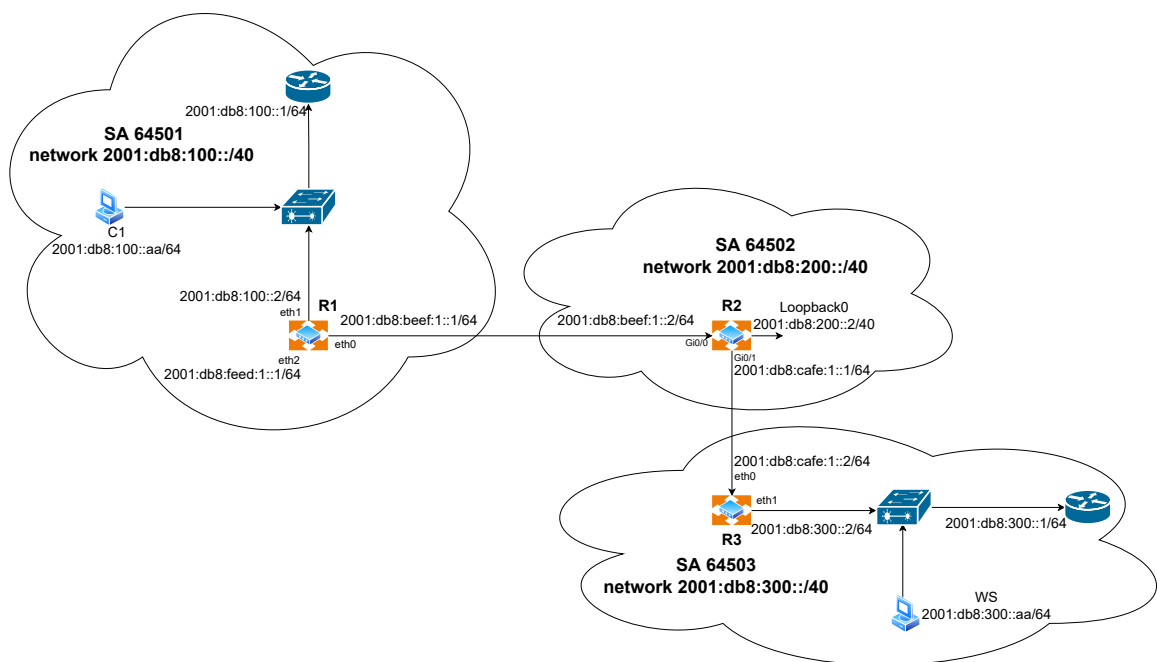 2001:db8:100::1/64
SA 64501
network 2001:db8:100::/40
C1
2001:db8:100::aa/64
2001:db8:100::2/64
eth1
R1
2001:db8:beef:1::1/64
eth0
eth2
2001:db8:feed:1::1/64
SA 64502
network 2001:db8:200::/40
2001:db8:beef:1::2/64
R2
Loopback0
2001:db8:200::2/40
Gi0/0
Gi0/1
2001:db8:cafe:1::1/64
2001:db8:cafe:1::2/64
eth0
eth1
R3
2001:db8:300::2/64
2001:db8:300::1/64
SA 64503
network 2001:db8:300::/40
WS
2001:db8:300::aa/64